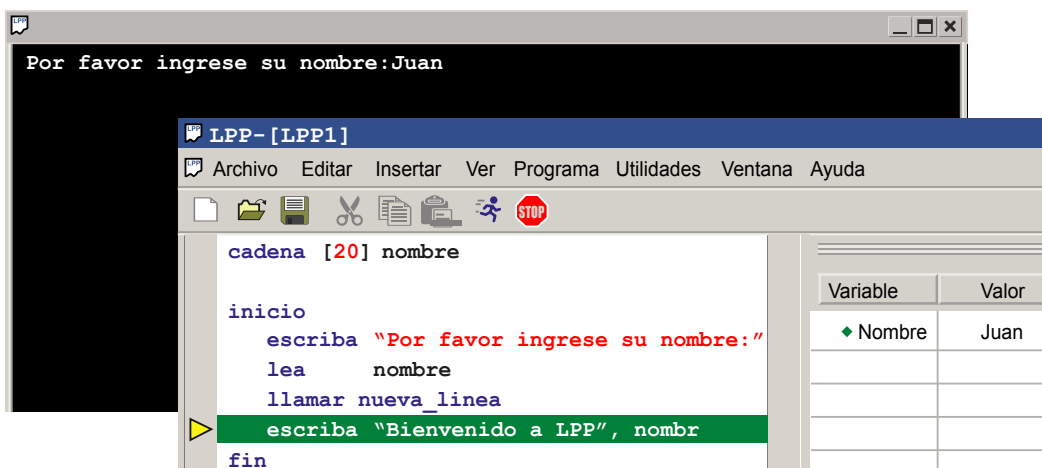 Por favor ingrese su nombre:Juan
LPP-[LPP1]
Archivo Editar Insertar Ver Programa Utilidades Ventana Ayuda
STOP
cadena [20] nombre
inicio
escriba “Por favor ingrese su nombre:”
lea nombre
llamar nueva_linea
escriba “Bienvenido a LPP”, nombr
fin
Variable Valor
Nombre Juan